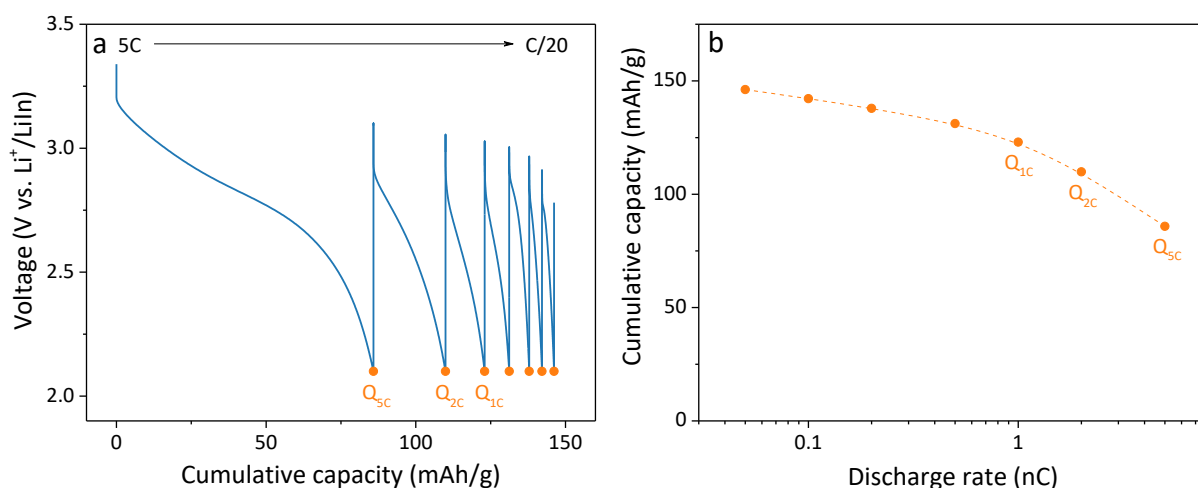 a 5C C/20
3.5
3.0
2.5
2.0
Voltage (V vs. Li⁺/LiIn)
Q₅C Q₂C Q₁C
0 50 100 150
Cumulative capacity (mAh/g)
b
150
100
50
0
Cumulative capacity (mAh/g)
Q₁C
Q₂C
Q₅C
0.1 1
Discharge rate (nC)